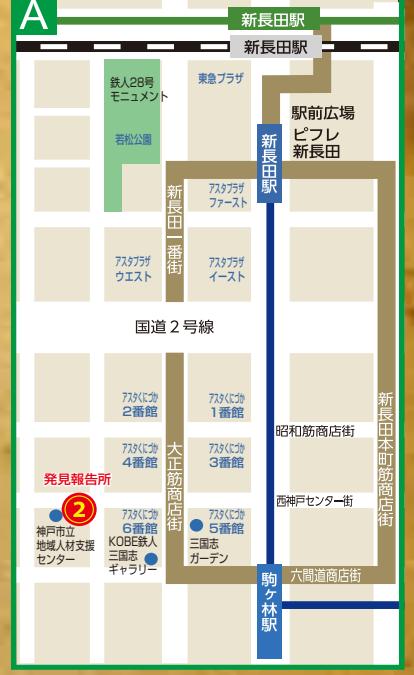 A
新長田駅
新長田駅
鉄人28号
モニュメント
東急プラザ
駅前広場
ピフレ
新長田
若松公園
新長田駅
アスタプラザ
ファースト
新長田一番街
アスタプラザ
ウエスト
アスタプラザ
イースト
国道2号線
アスタくにづか
2番館
アスタくにづか
1番館
新長田本町筋商店街
昭和筋商店街
大正筋商店街
アスタくにづか
4番館
アスタくにづか
3番館
発見報告所
2
西神戸センター街
アスタくにづか
6番館
アスタくにづか
5番館
神戸市立
地域人材支援
センター
KOBE鉄人
三国志
ギャラリー
三国志
ガーデン
駒ヶ林駅
六間道商店街